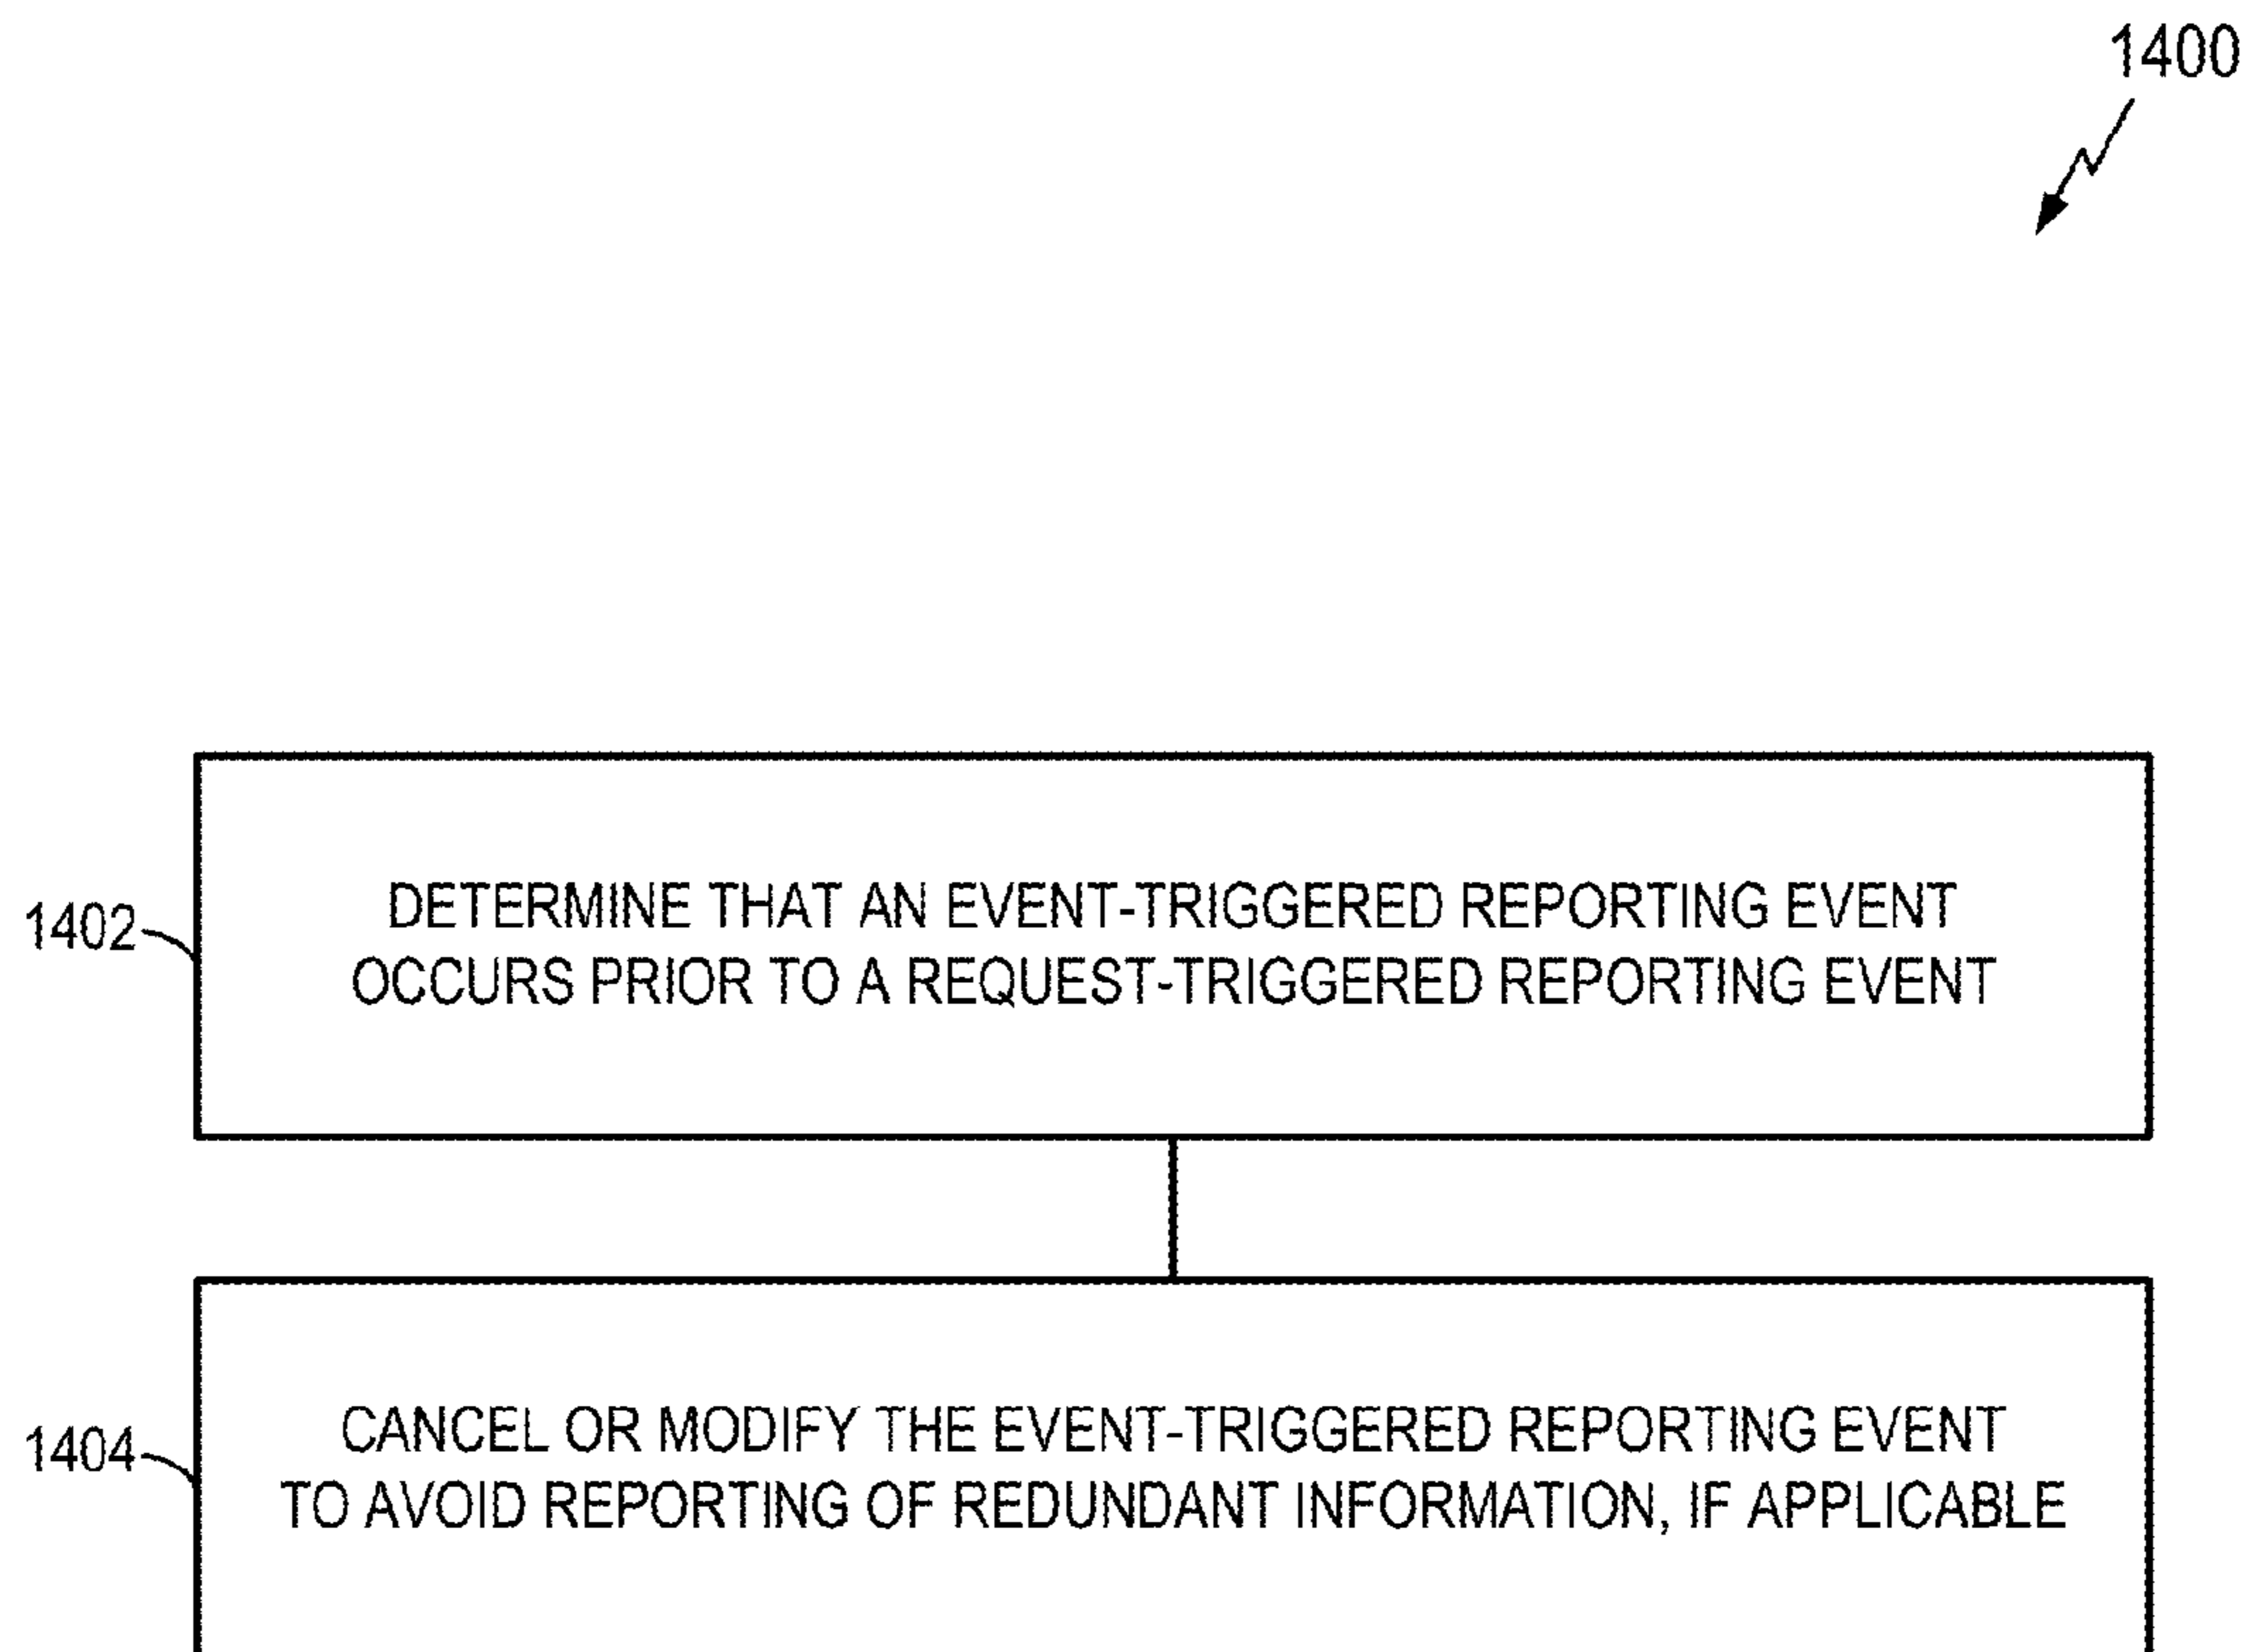 1400
1402
DETERMINE THAT AN EVENT-TRIGGERED REPORTING EVENT
OCCURS PRIOR TO A REQUEST-TRIGGERED REPORTING EVENT
1404
CANCEL OR MODIFY THE EVENT-TRIGGERED REPORTING EVENT
TO AVOID REPORTING OF REDUNDANT INFORMATION, IF APPLICABLE